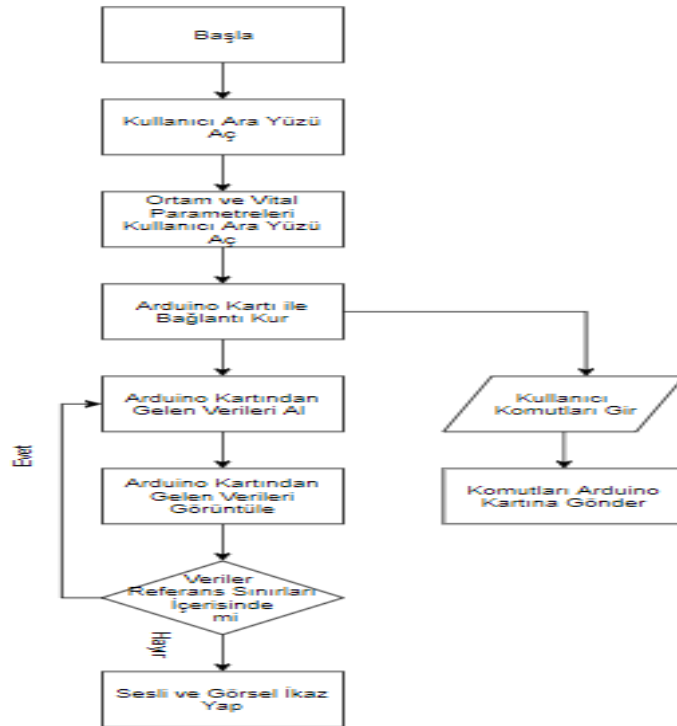 Başla
Kullanıcı Ara Yüzü
Aç
Ortam ve Vital
Parametreleri
Kullanıcı Ara Yüzü
Aç
Arduino Kartı ile
Bağlantı Kur
Arduino Kartından
Gelen Verileri Al
Kullanıcı
Komutları Gir
Evet
Arduino Kartından
Gelen Verileri
Görüntüle
Komutları Arduino
Kartına Gönder
Veriler
Referans Sınırları
İçerisinde
mi
Hayır
Sesli ve Görsel İkaz
Yap